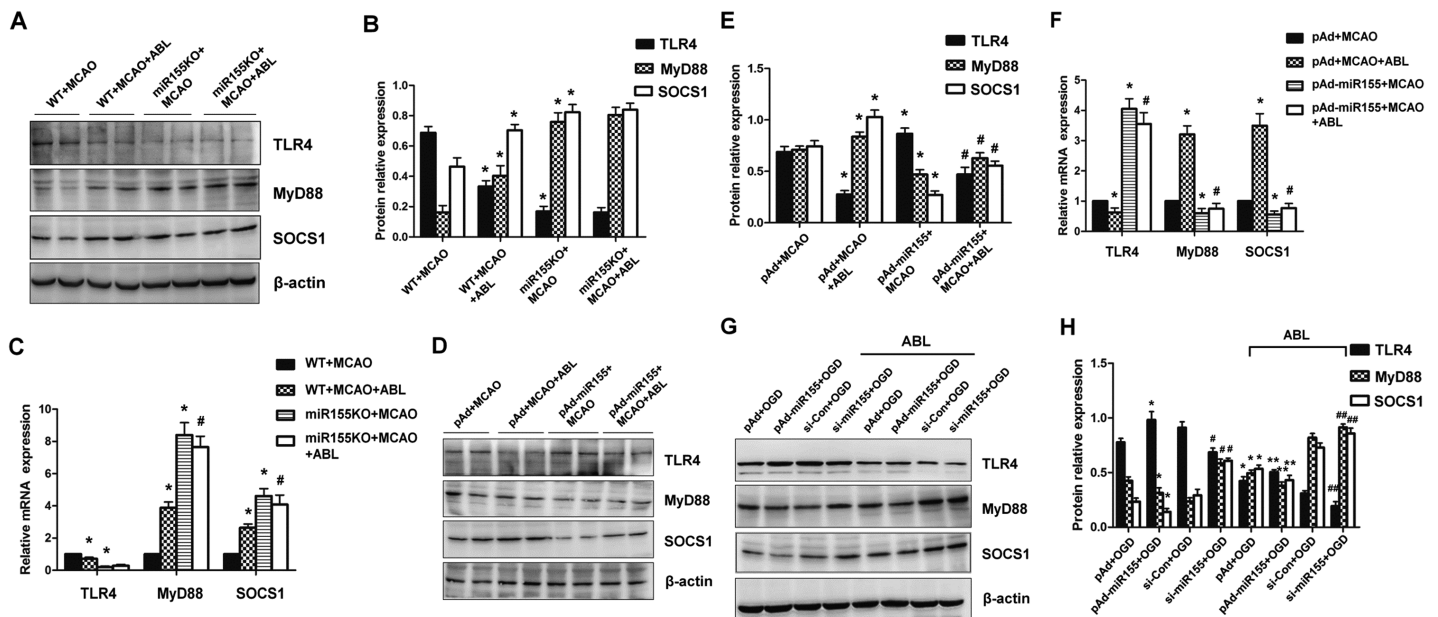 A
WT+MCAO
WT+MCAO+ABL
miR155KO+
MCAO
miR155KO+
MCAO+ABL
TLR4
MyD88
SOCS1
β-actin
B
TLR4
MyD88
SOCS1
Protein relative expression
0.0
0.2
0.4
0.6
0.8
1.0
* * * * * *
WT+MCAO
WT+MCAO
+ABL
miR155KO+
MCAO
miR155KO+
MCAO+ABL
C
WT+MCAO
WT+MCAO+ABL
miR155KO+MCAO
miR155KO+MCAO
+ABL
Relative mRNA expression
0
2
4
6
8
10
* * * * # * * #
TLR4 MyD88 SOCS1
D
pAd+MCAO
pAd+MCAO+ABL
pAd-miR155+
MCAO
pAd-miR155+
MCAO+ABL
TLR4
MyD88
SOCS1
β-actin
E
TLR4
MyD88
SOCS1
Protein relative expression
0.0
0.5
1.0
1.5
* * * * * * # # #
pAd+MCAO
pAd+MCAO
+ABL
pAd-miR155+
MCAO
pAd-miR155+
MCAO+ABL
F
pAd+MCAO
pAd+MCAO+ABL
pAd-miR155+MCAO
pAd-miR155+MCAO
+ABL
Relative mRNA expression
0
1
2
3
4
5
* * # * * # * * #
TLR4 MyD88 SOCS1
G
ABL
pAd+OGD
pAd-miR155+OGD
si-Con+OGD
si-miR155+OGD
pAd+OGD
pAd-miR155+OGD
si-Con+OGD
si-miR155+OGD
TLR4
MyD88
SOCS1
β-actin
H
ABL
TLR4
MyD88
SOCS1
Protein relative expression
0.0
0.5
1.0
1.5
* * * # # # * * * ** ** ** ## ## ##
pAd+OGD
pAd-miR155+OGD
si-Con+OGD
si-miR155+OGD
pAd+OGD
pAd-miR155+OGD
si-Con+OGD
si-miR155+OGD